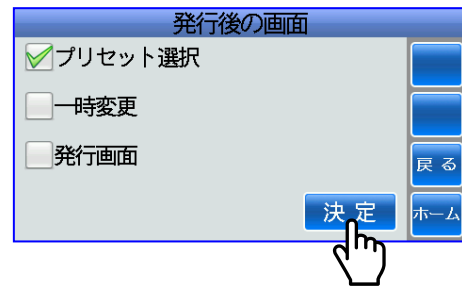 発行後の画面
プリセット選択
一時変更
発行画面
戻る
決定
ホーム